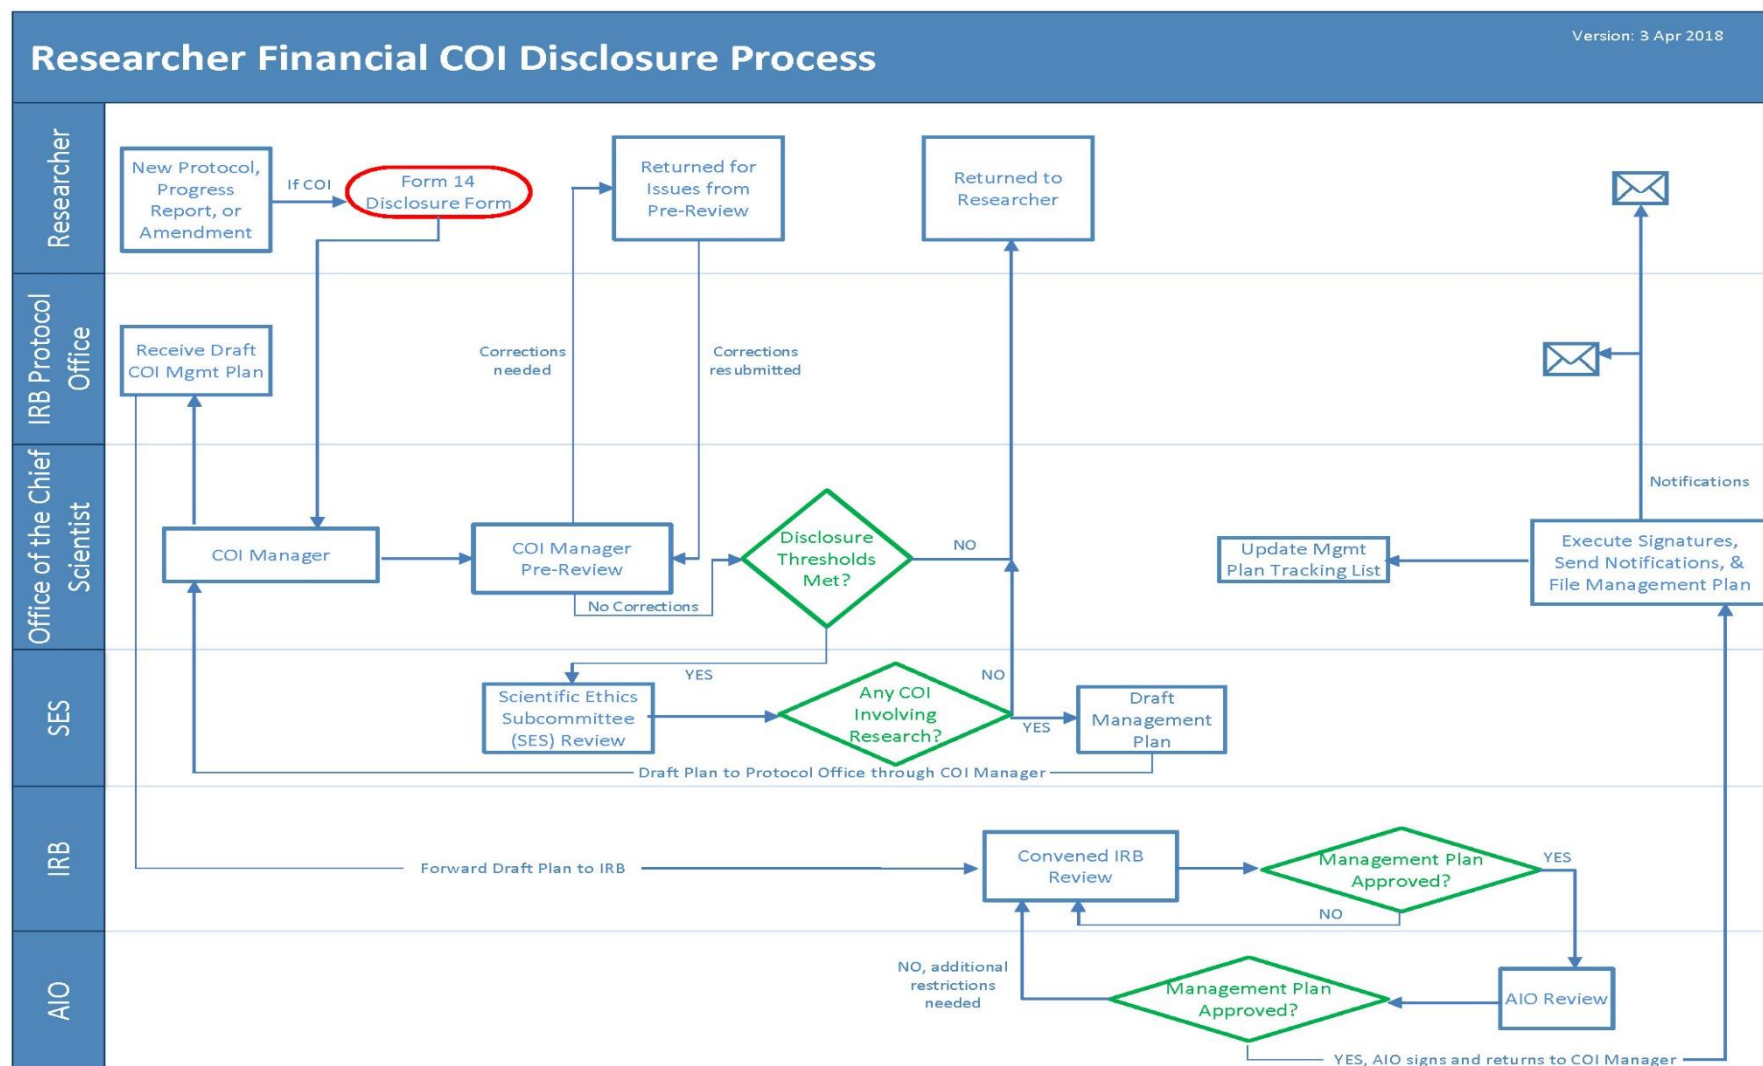 Researcher Financial COI Disclosure Process
Version: 3 Apr 2018
Researcher
New Protocol,
Progress
Report, or
Amendment
If COI
Form 14
Disclosure Form
Returned for
Issues from
Pre-Review
Returned to
Researcher
IRB Protocol
Office
Receive Draft
COI Mgmt Plan
Corrections
needed
Corrections
resubmitted
Office of the Chief
Scientist
COI Manager
COI Manager
Pre-Review
No Corrections
Disclosure
Thresholds
Met?
NO
Notifications
Update Mgmt
Plan Tracking List
Execute Signatures,
Send Notifications, &
File Management Plan
SES
YES
Scientific Ethics
Subcommittee
(SES) Review
Any COI
Involving
Research?
NO
YES
Draft
Management
Plan
Draft Plan to Protocol Office through COI Manager
IRB
Forward Draft Plan to IRB
Convened IRB
Review
Management Plan
Approved?
YES
NO
AIO
NO, additional
restrictions
needed
Management Plan
Approved?
AIO Review
YES, AIO signs and returns to COI Manager